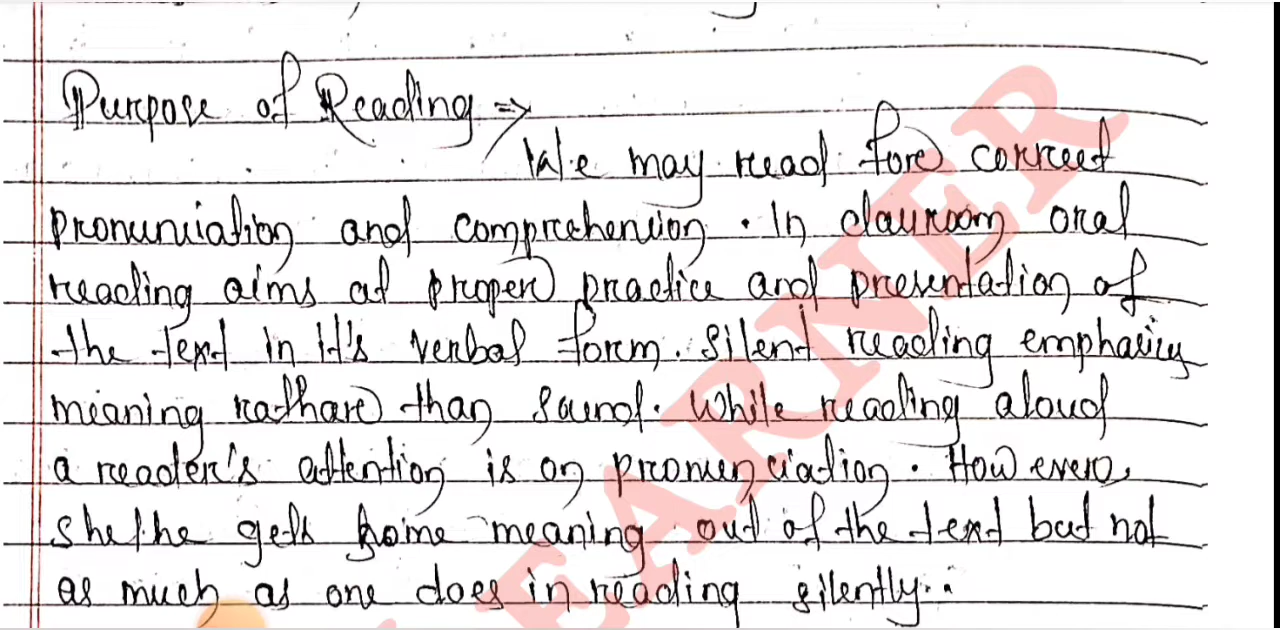 Purpose of Reading ⇒
We may read for correct
pronunciation and comprehension. In classroom oral
reading aims at proper practice and presentation of
the text in it's verbal form. Silent reading emphasizes
meaning rathare than sound. While reading aloud
a reader's attention is on pronunciation. However,
she/he gets some meaning out of the text but not
as much as one does in reading silently.
LEARNER